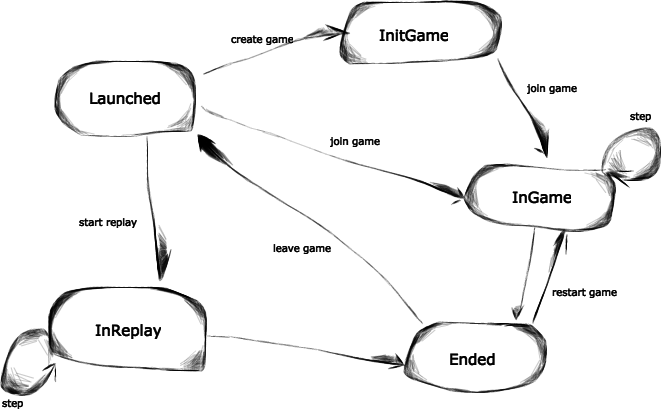 InitGame
create game
Launched
join game
step
join game
InGame
start replay
leave game
restart game
InReplay
Ended
step